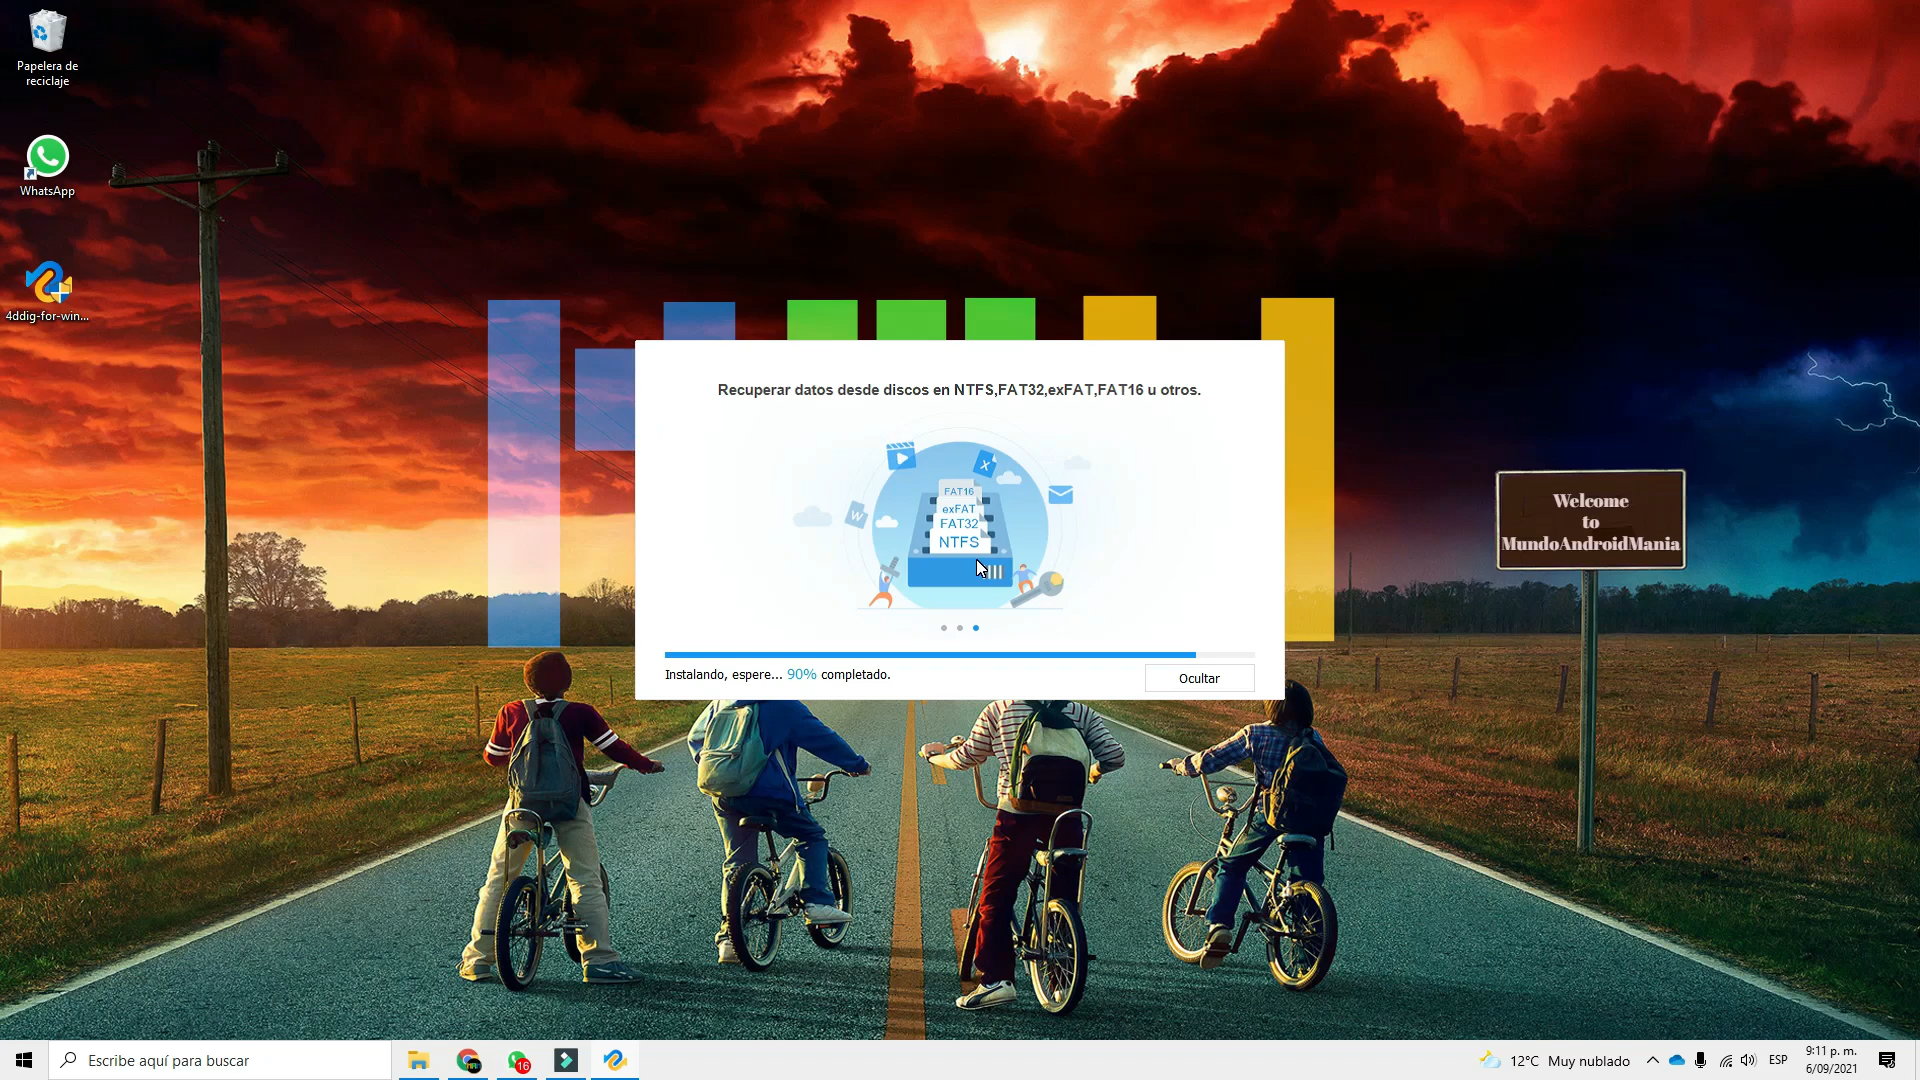 Papelera de
reciclaje
WhatsApp
4ddig-for-win...
Recuperar datos desde discos en NTFS,FAT32,exFAT,FAT16 u otros.
X
W
FAT16
exFAT
FAT32
NTFS
Instalando, espere... 90% completado.
Ocultar
Welcome
to
MundoAndroidMania
Escribe aquí para buscar
16
12°C Muy nublado
ESP
9:11 p. m.
6/09/2021